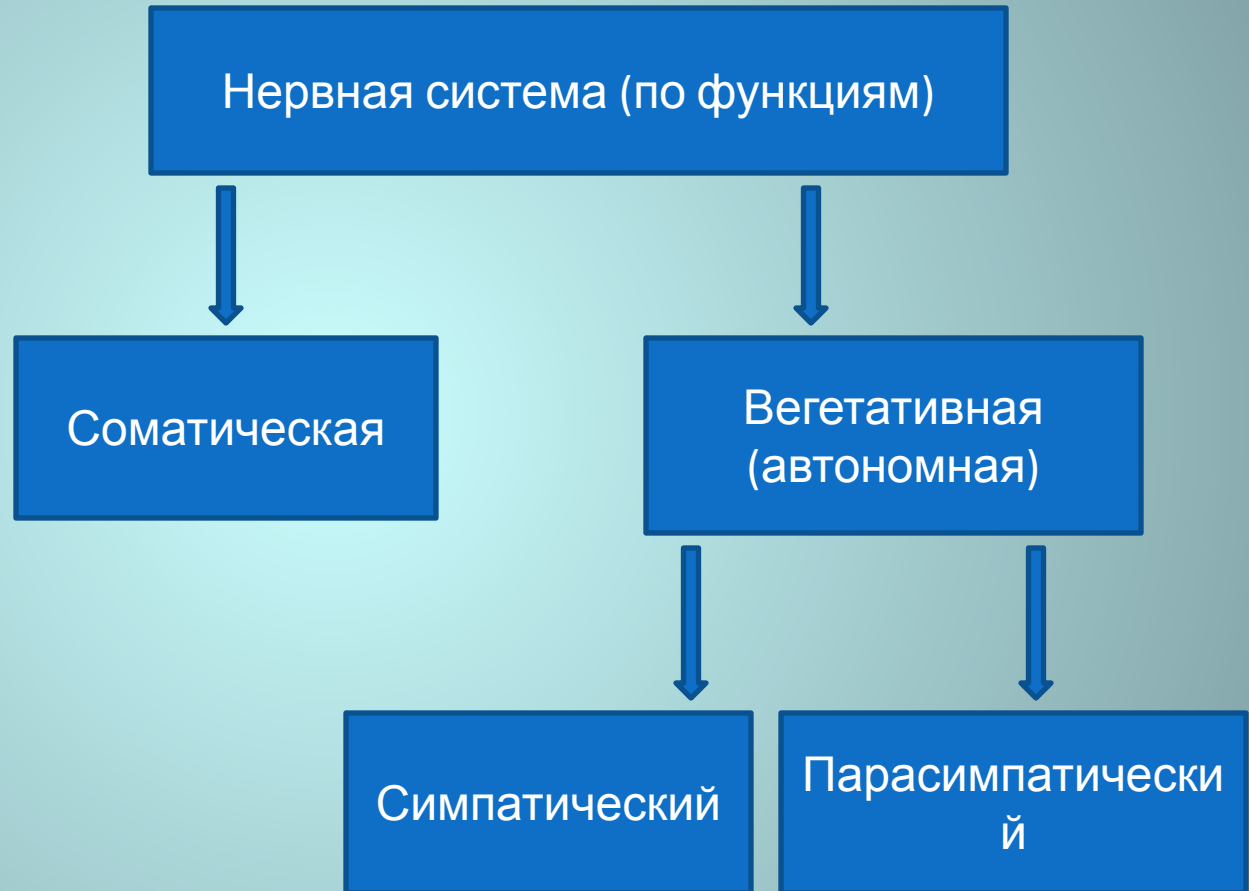 Нервная система (по функциям)
Соматическая
Вегетативная
(автономная)
Симпатический
Парасимпатически
й